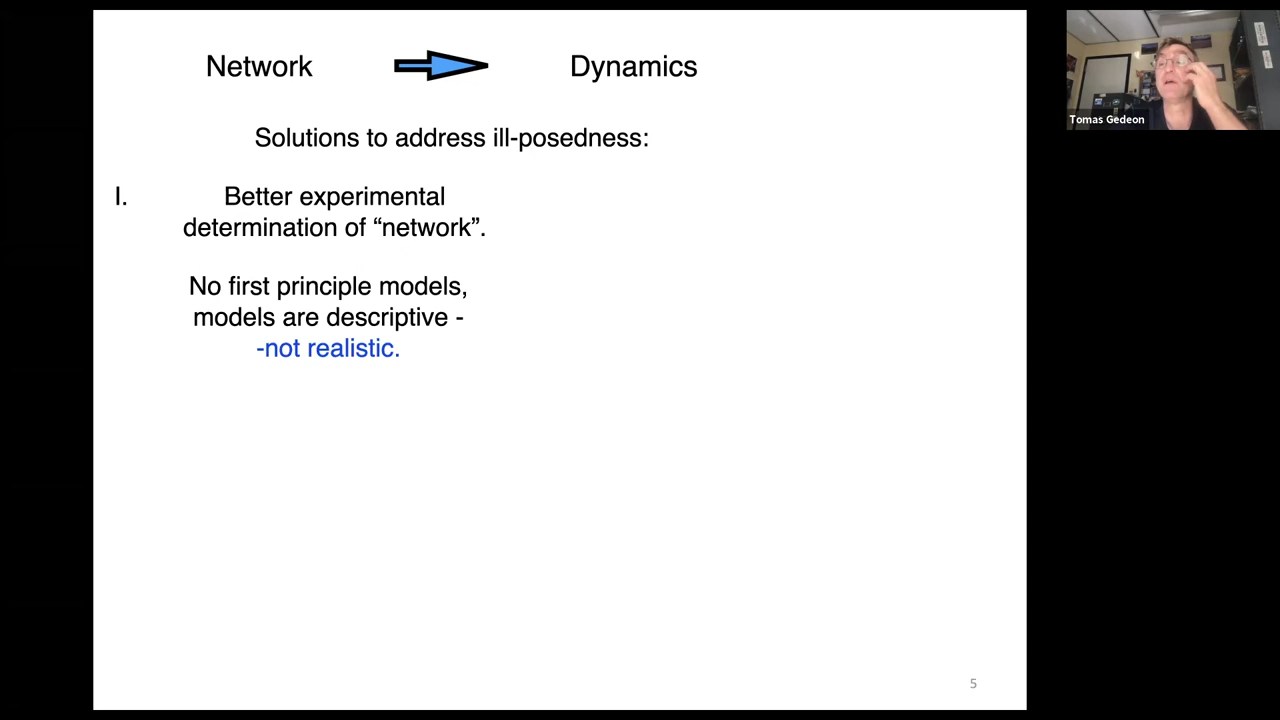 Network Dynamics
Solutions to address ill-posedness:
I. Better experimental
determination of “network”.
No first principle models,
models are descriptive -
-not realistic.
5
Tomas Gedeon